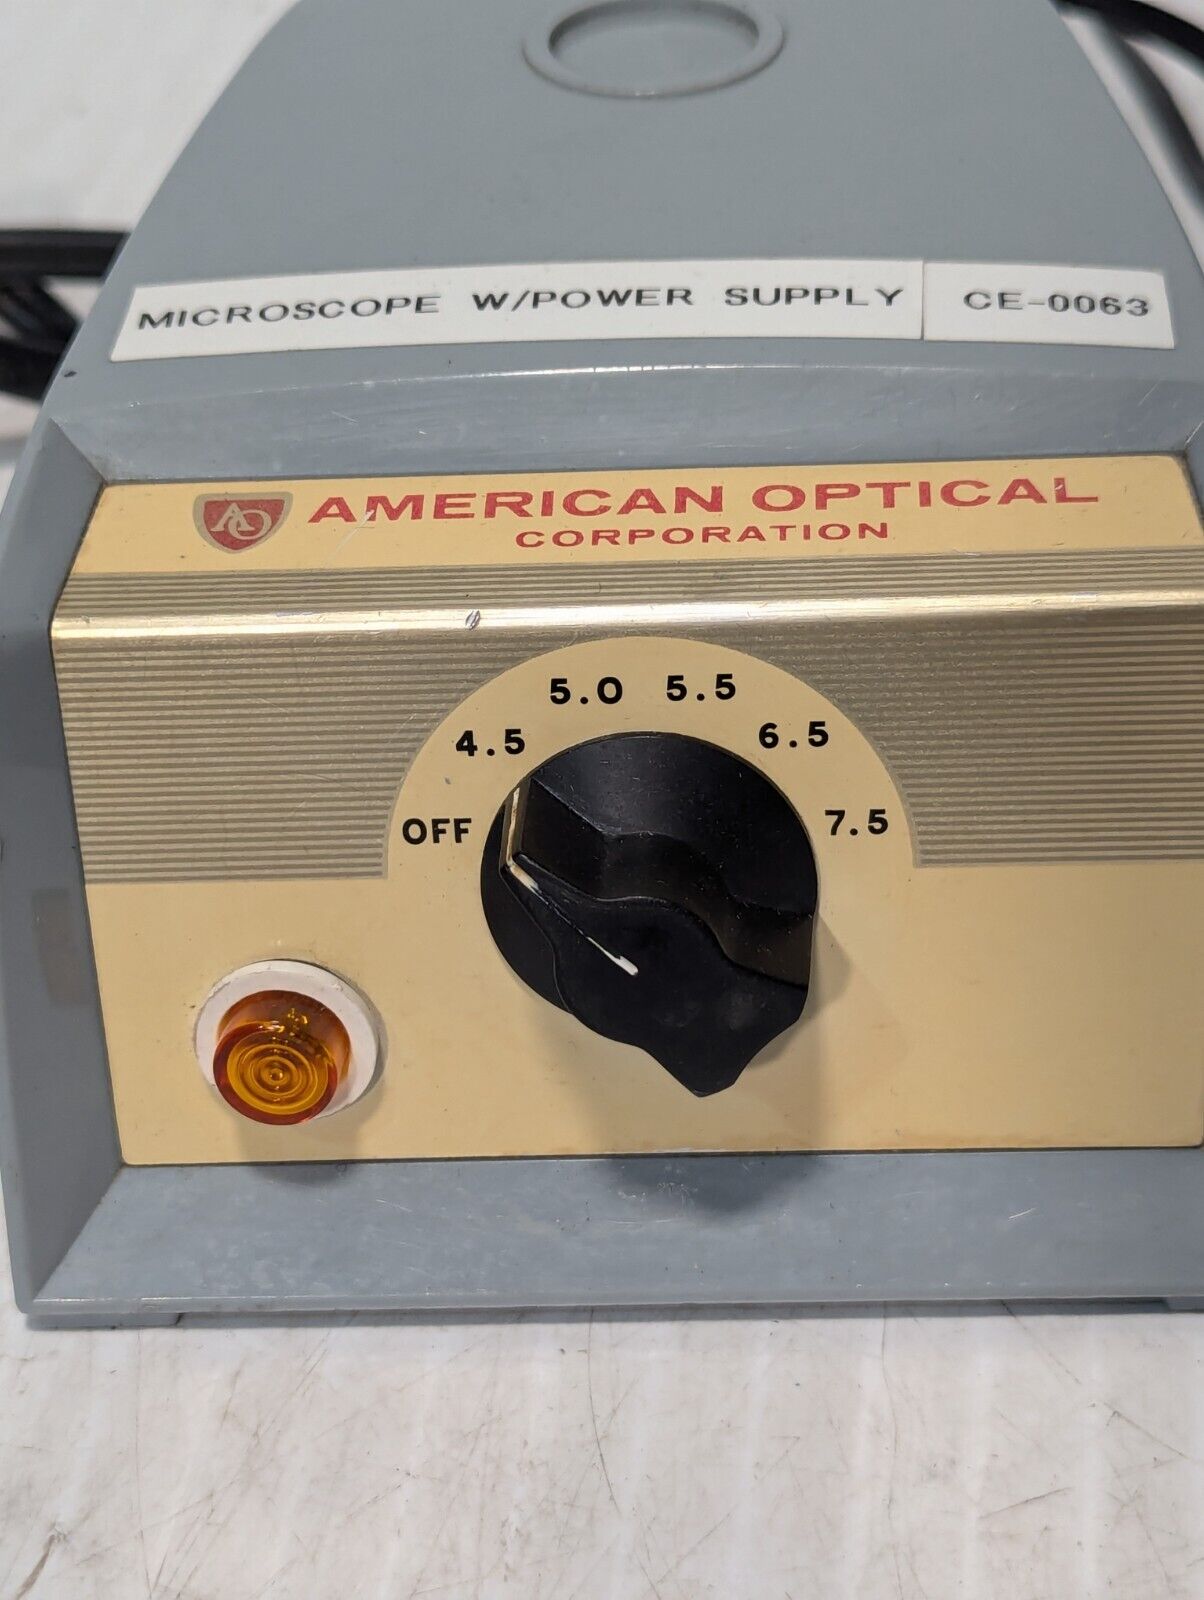 MICROSCOPE W/POWER SUPPLY CE-0063
AO AMERICAN OPTICAL
CORPORATION
5.0 5.5
4.5 6.5
OFF 7.5